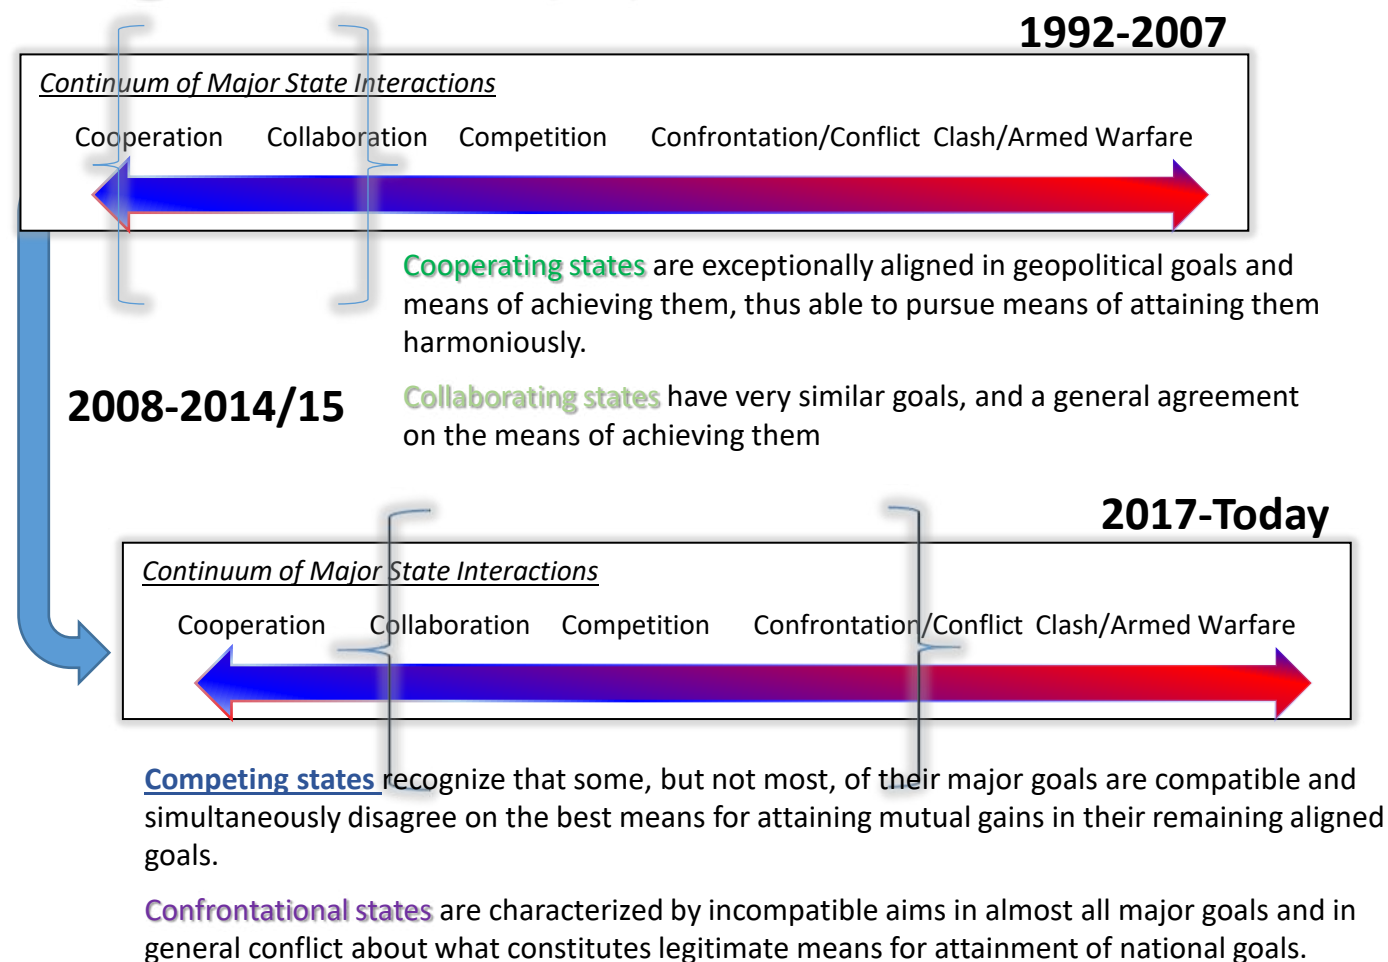 1992-2007
Continuum of Major State Interactions
Cooperation Collaboration Competition Confrontation/Conflict Clash/Armed Warfare
Cooperating states are exceptionally aligned in geopolitical goals and
means of achieving them, thus able to pursue means of attaining them
harmoniously.
2008-2014/15
Collaborating states have very similar goals, and a general agreement
on the means of achieving them
2017-Today
Continuum of Major State Interactions
Cooperation Collaboration Competition Confrontation/Conflict Clash/Armed Warfare
Competing states recognize that some, but not most, of their major goals are compatible and
simultaneously disagree on the best means for attaining mutual gains in their remaining aligned
goals.
Confrontational states are characterized by incompatible aims in almost all major goals and in
general conflict about what constitutes legitimate means for attainment of national goals.